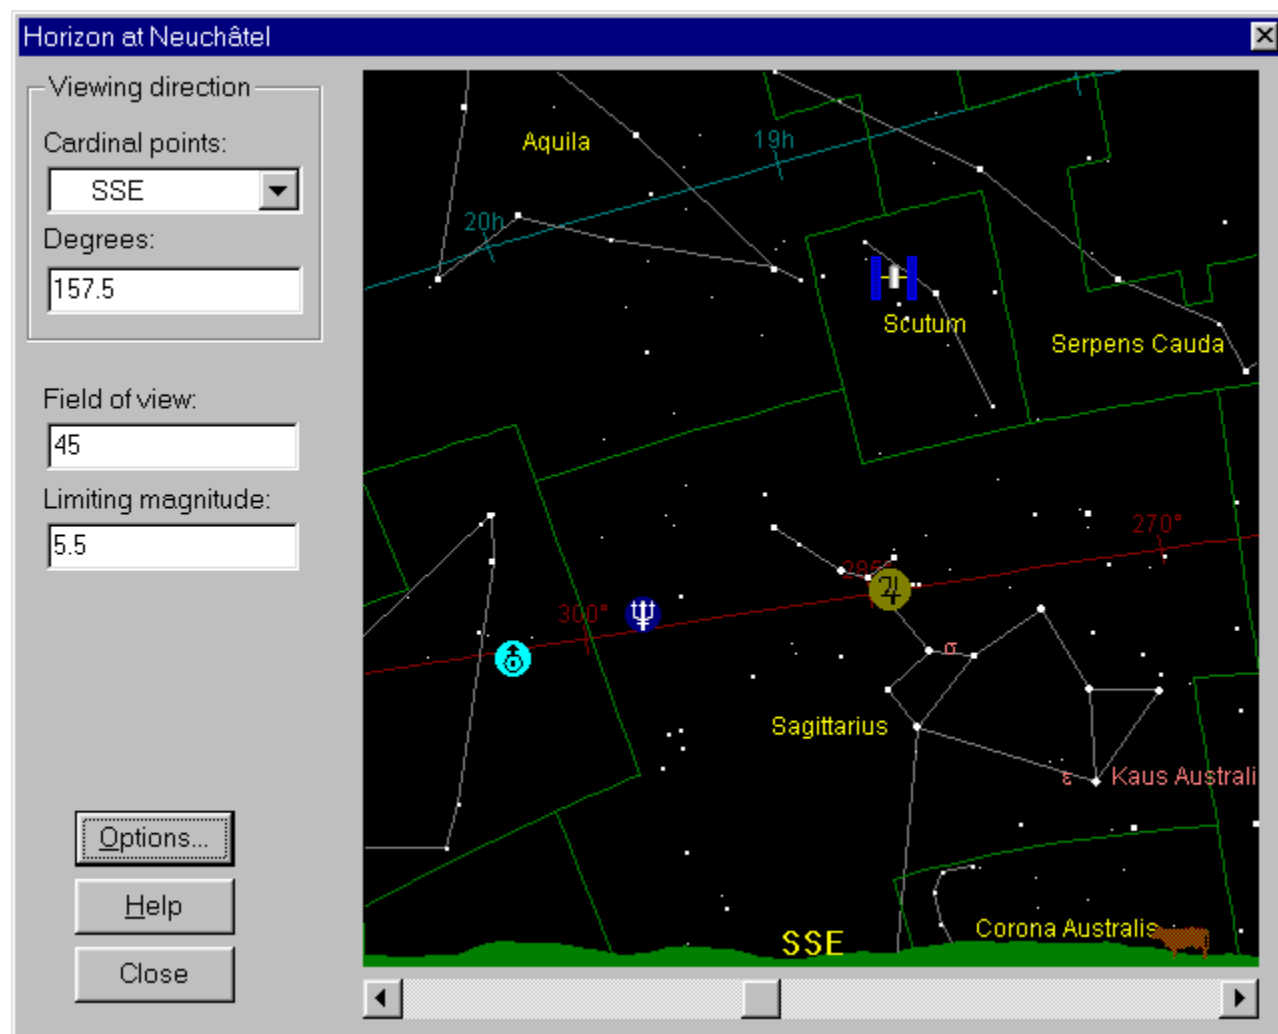 Horizon at Neuchâtel
Viewing direction
Cardinal points:
SSE
Degrees:
157.5
Field of view:
45
Limiting magnitude:
5.5
Options...
Help
Close
Aquila
19h
20h
Scutum
Serpens Cauda
270°
285°
300°
σ
Sagittarius
ε Kaus Australi
Corona Australis
SSE